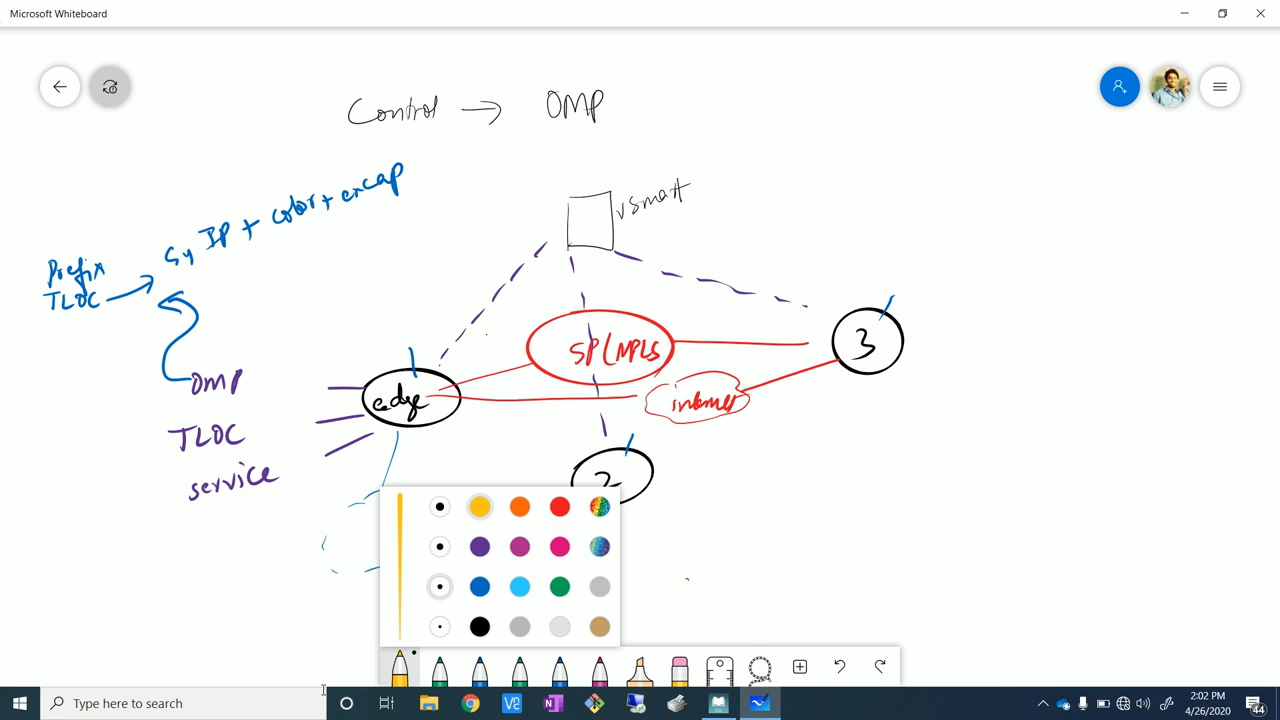 Microsoft Whiteboard
Control → OMP
Sy IP + color + encap
vSmart
Prefix
TLOC →
3
SP/MPLS
OMP
edge
internet
TLOC
service
2
Type here to search
2:02 PM
4/26/2020
44